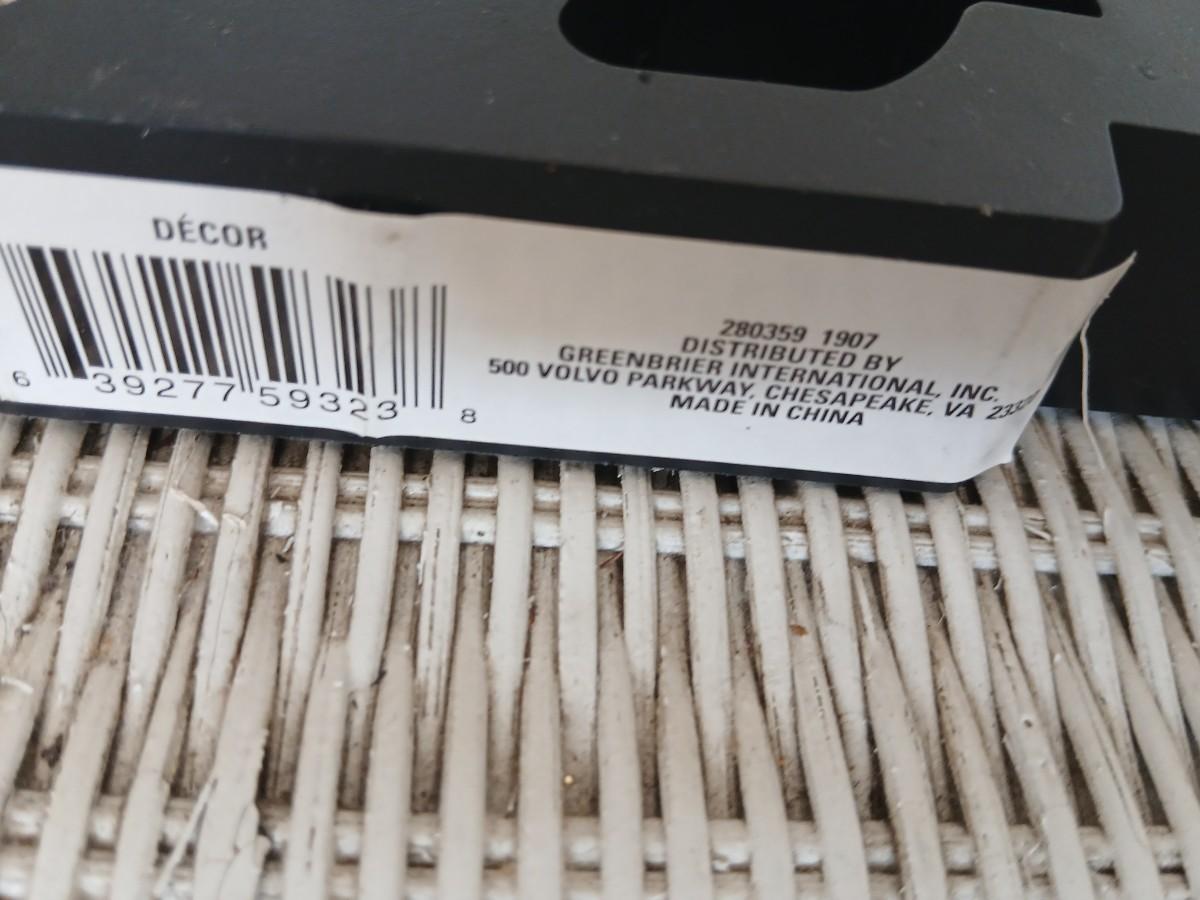 DÉCOR
6 39277 59323 8
280359 1907
DISTRIBUTED BY
GREENBRIER INTERNATIONAL, INC.
500 VOLVO PARKWAY, CHESAPEAKE, VA
MADE IN CHINA